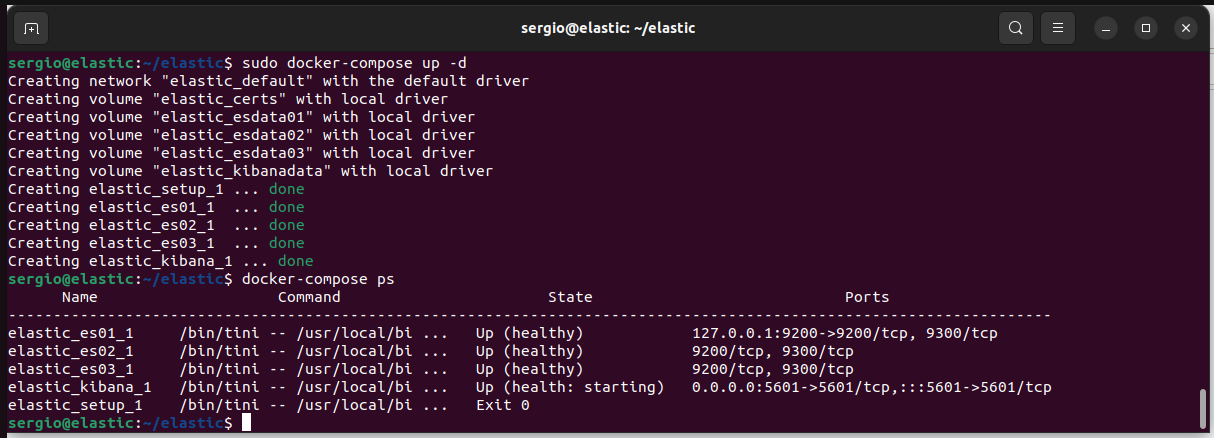 sergio@elastic: ~/elastic
sergio@elastic:~/elastic$ sudo docker-compose up -d
Creating network "elastic_default" with the default driver
Creating volume "elastic_certs" with local driver
Creating volume "elastic_esdata01" with local driver
Creating volume "elastic_esdata02" with local driver
Creating volume "elastic_esdata03" with local driver
Creating volume "elastic_kibanadata" with local driver
Creating elastic_setup_1 ... done
Creating elastic_es01_1  ... done
Creating elastic_es02_1  ... done
Creating elastic_es03_1  ... done
Creating elastic_kibana_1 ... done
sergio@elastic:~/elastic$ docker-compose ps
      Name                    Command                       State                            Ports
--------------------------------------------------------------------------------------------------------------------
elastic_es01_1     /bin/tini -- /usr/local/bi ...   Up (healthy)            127.0.0.1:9200->9200/tcp, 9300/tcp
elastic_es02_1     /bin/tini -- /usr/local/bi ...   Up (healthy)            9200/tcp, 9300/tcp
elastic_es03_1     /bin/tini -- /usr/local/bi ...   Up (healthy)            9200/tcp, 9300/tcp
elastic_kibana_1   /bin/tini -- /usr/local/bi ...   Up (health: starting)   0.0.0.0:5601->5601/tcp,:::5601->5601/tcp
elastic_setup_1    /bin/tini -- /usr/local/bi ...   Exit 0
sergio@elastic:~/elastic$